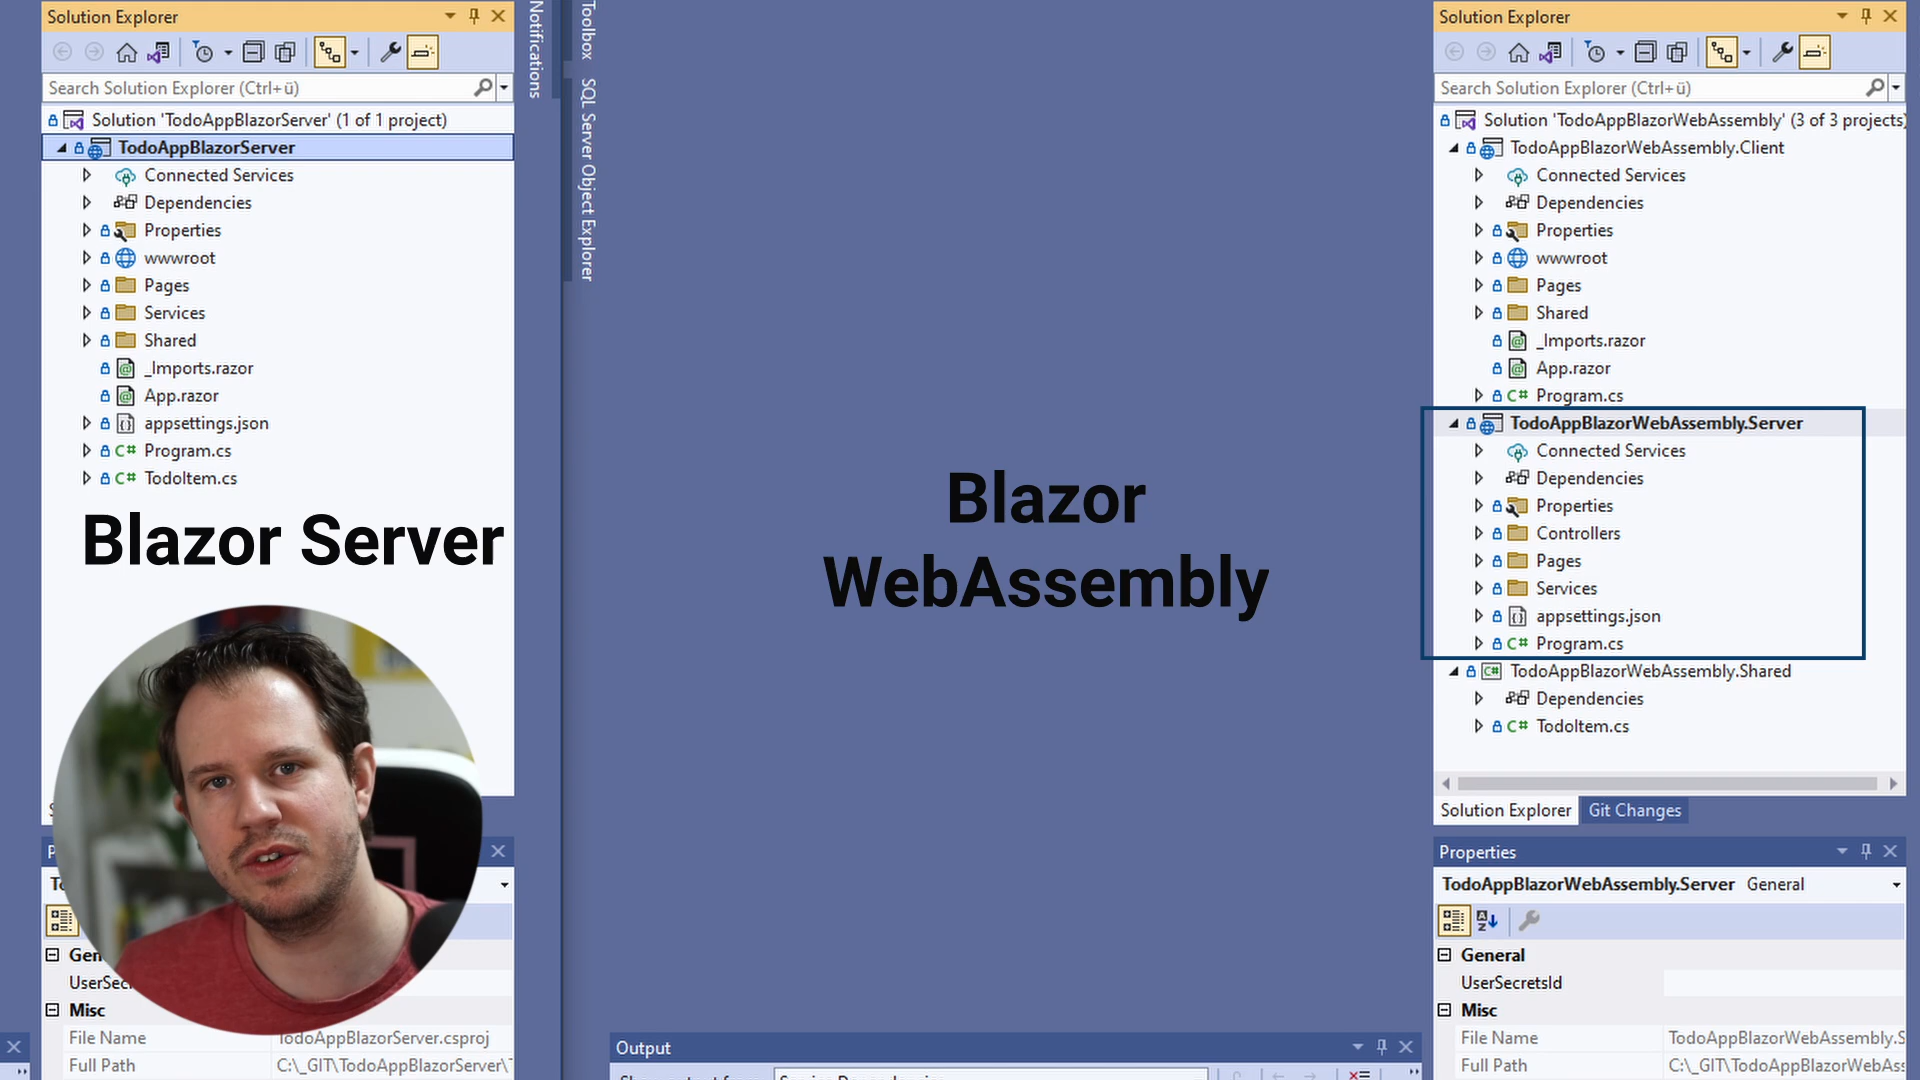 Solution Explorer
Search Solution Explorer (Ctrl+ü)
Solution 'TodoAppBlazorServer' (1 of 1 project)
TodoAppBlazorServer
Connected Services
Dependencies
Properties
wwwroot
Pages
Services
Shared
_Imports.razor
App.razor
appsettings.json
C# Program.cs
C# TodoItem.cs
Blazor Server
UserSec
Misc
File Name
TodoAppBlazorServer.csproj
Full Path
C:\_GIT\TodoAppBlazorServer\
Notifications
Toolbox
SQL Server Object Explorer
Blazor
WebAssembly
Output
Solution Explorer
Search Solution Explorer (Ctrl+ü)
Solution 'TodoAppBlazorWebAssembly' (3 of 3 projects)
TodoAppBlazorWebAssembly.Client
Connected Services
Dependencies
Properties
wwwroot
Pages
Shared
_Imports.razor
App.razor
C# Program.cs
TodoAppBlazorWebAssembly.Server
Connected Services
Dependencies
Properties
Controllers
Pages
Services
appsettings.json
C# Program.cs
C# TodoAppBlazorWebAssembly.Shared
Dependencies
C# TodoItem.cs
Solution Explorer
Git Changes
Properties
TodoAppBlazorWebAssembly.Server General
General
UserSecretsId
Misc
File Name
TodoAppBlazorWebAssembly.S
Full Path
C:\_GIT\TodoAppBlazorWebAss